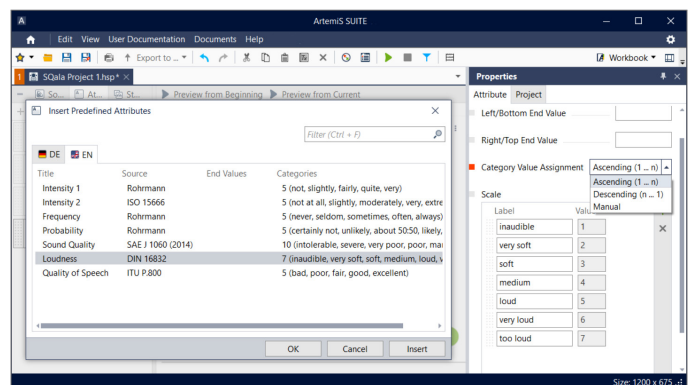 A
ArtemiS SUITE
Edit View User Documentation Documents Help
Export to ...
Workbook
1 SQala Project 1.hsp*
So... At... St... Preview from Beginning Preview from Current
Insert Predefined Attributes
Filter (Ctrl + F)
DE EN
Title Source End Values Categories
Intensity 1 Rohrmann 5 (not, slightly, fairly, quite, very)
Intensity 2 ISO 15666 5 (not at all, slightly, moderately, very, extre
Frequency Rohrmann 5 (never, seldom, sometimes, often, always)
Probability Rohrmann 5 (certainly not, unlikely, about 50:50, likely,
Sound Quality SAE J 1060 (2014) 10 (intolerable, severe, very poor, poor, mar
Loudness DIN 16832 7 (inaudible, very soft, soft, medium, loud, v
Quality of Speech ITU P.800 5 (bad, poor, fair, good, excellent)
OK Cancel Insert
Properties
Attribute Project
Left/Bottom End Value
Right/Top End Value
Category Value Assignment Ascending (1 ... n)
Ascending (1 ... n)
Descending (n ... 1)
Manual
Scale
Label
inaudible 1
very soft 2
soft 3
medium 4
loud 5
very loud 6
too loud 7
Size: 1200 x 675